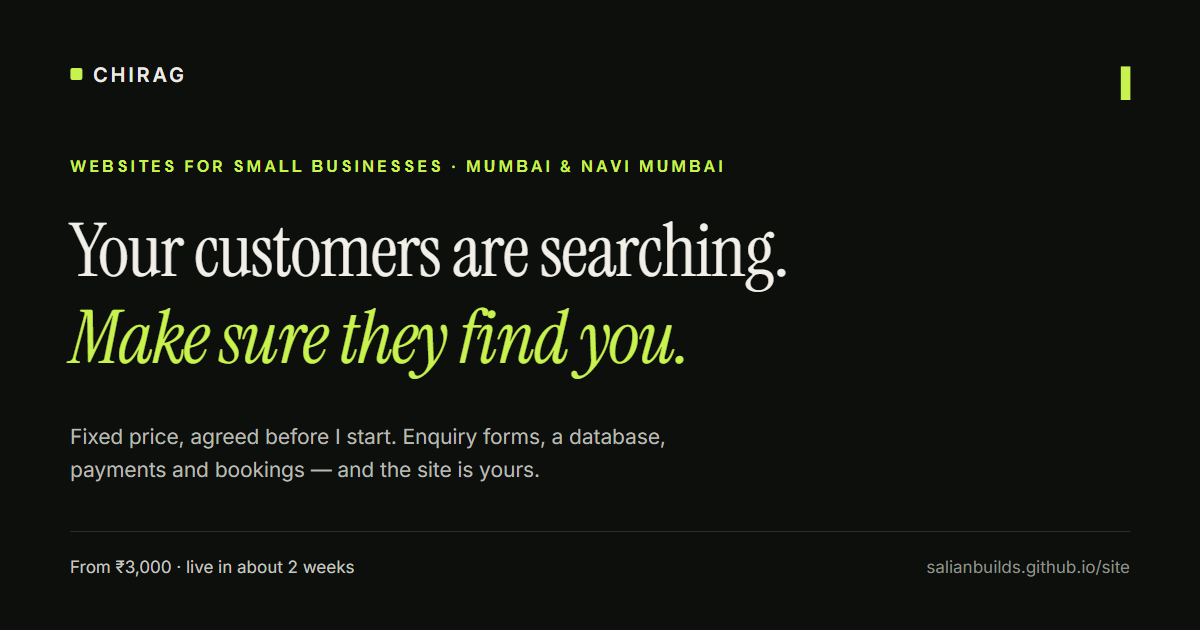 CHIRAG
WEBSITES FOR SMALL BUSINESSES · MUMBAI & NAVI MUMBAI
Your customers are searching.
Make sure they find you.
Fixed price, agreed before I start. Enquiry forms, a database,
payments and bookings — and the site is yours.
From ₹3,000 · live in about 2 weeks
salianbuilds.github.io/site